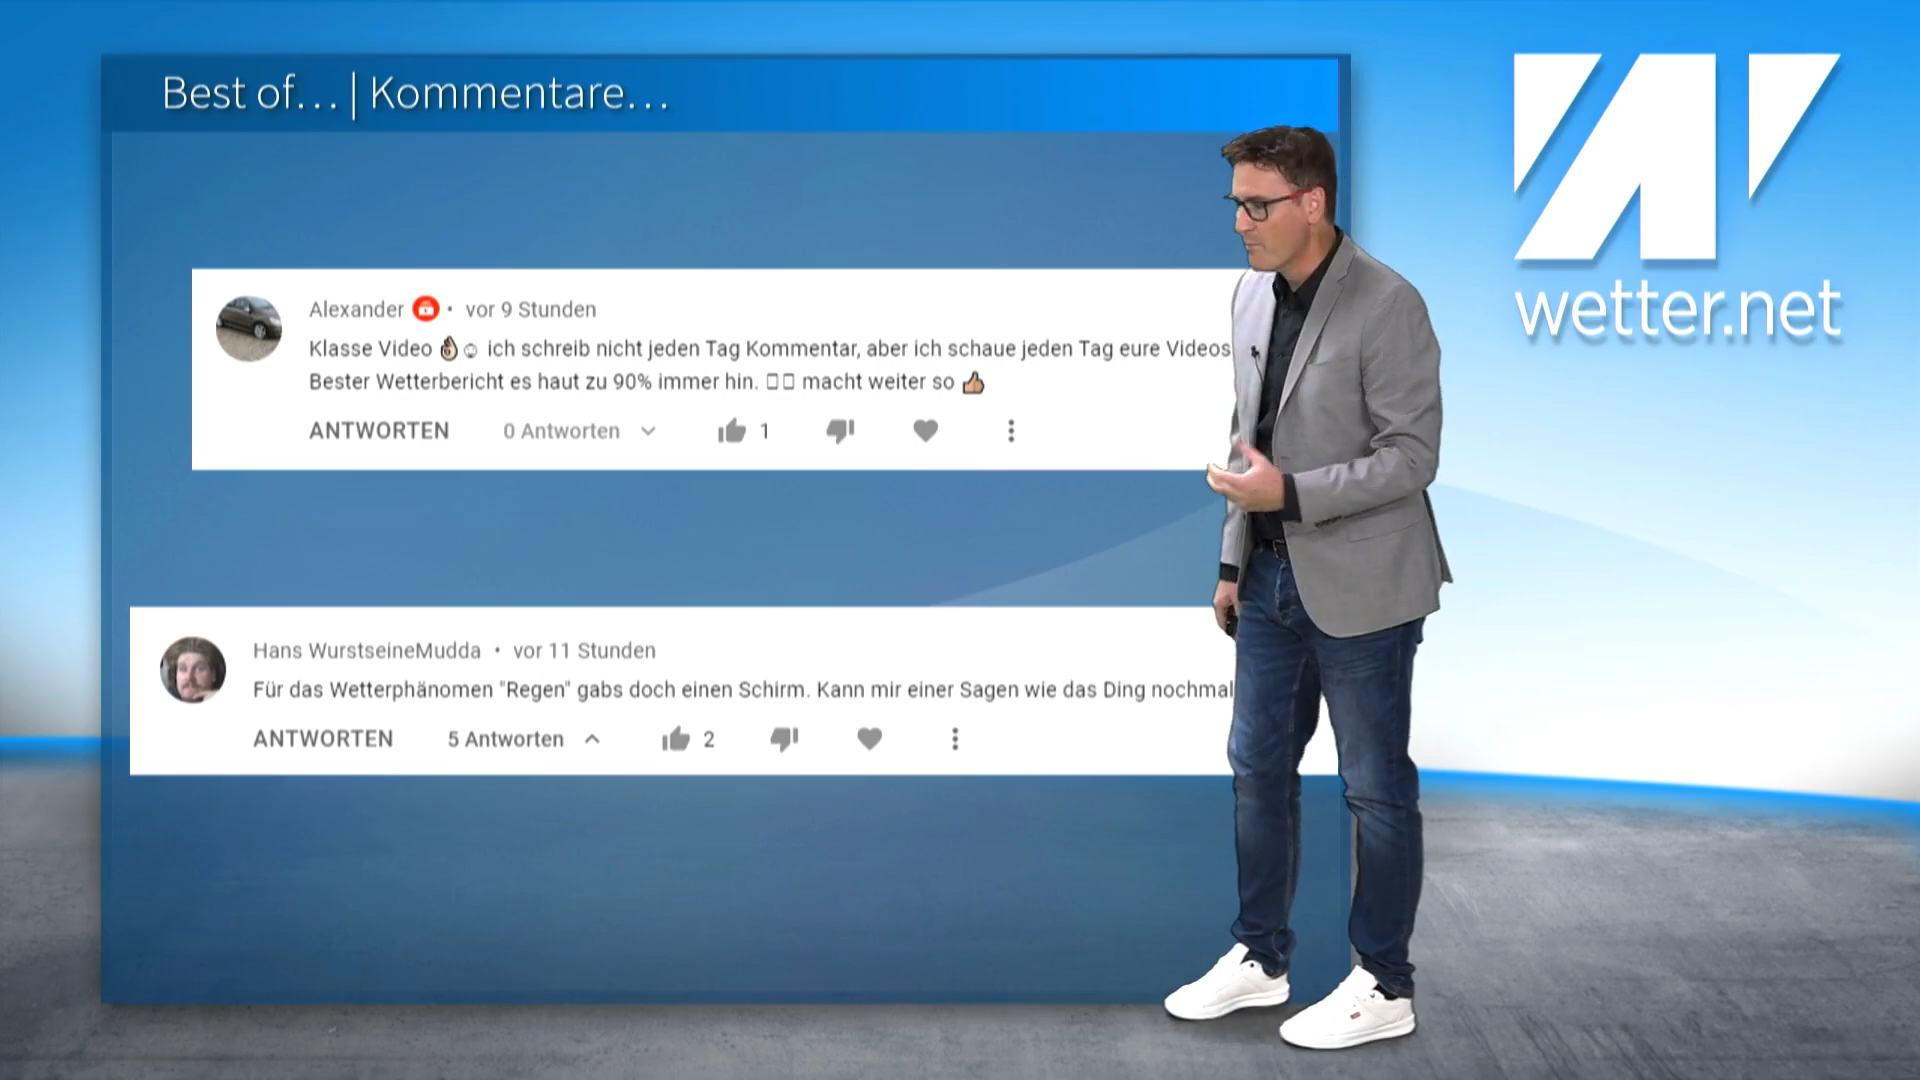 Best of... | Kommentare...
wetter.net
Alexander • vor 9 Stunden
Klasse Video 👌☺ ich schreib nicht jeden Tag Kommentar, aber ich schaue jeden Tag eure Videos
Bester Wetterbericht es haut zu 90% immer hin. ▯▯ macht weiter so 👍
ANTWORTEN 0 Antworten 1
Hans WurstseineMudda • vor 11 Stunden
Für das Wetterphänomen "Regen" gabs doch einen Schirm. Kann mir einer Sagen wie das Ding nochmal
ANTWORTEN 5 Antworten 2